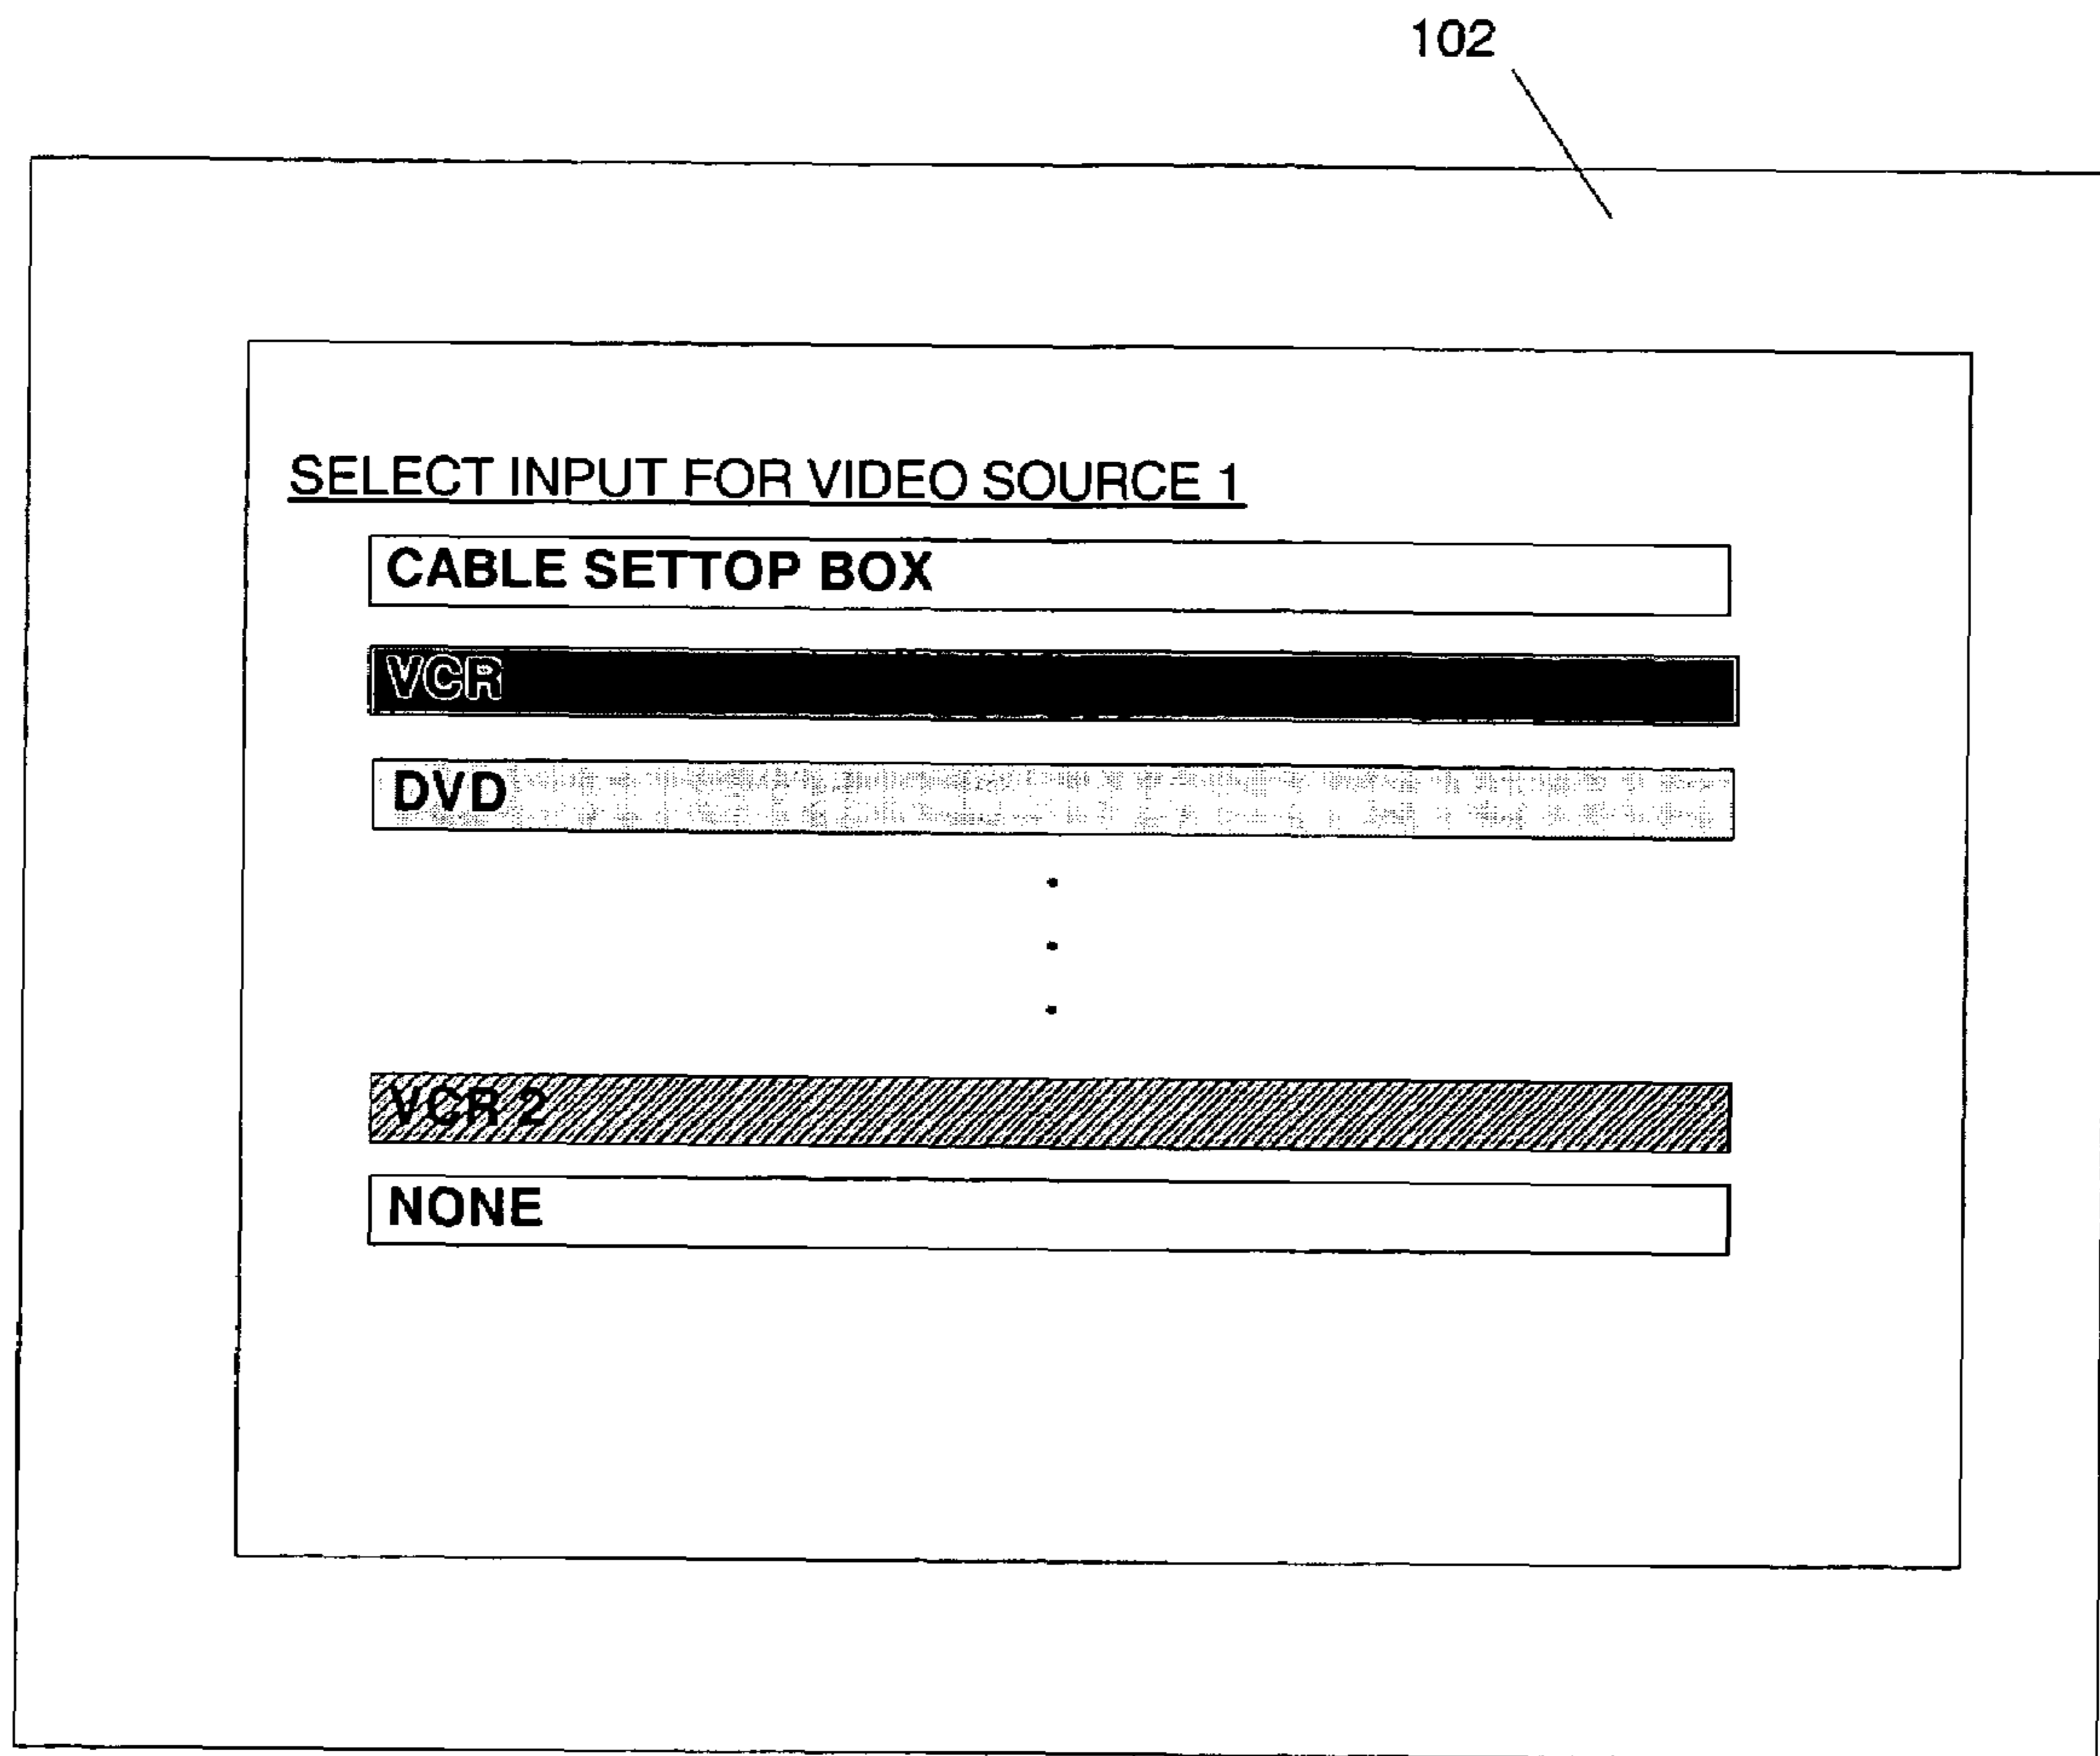 102
SELECT INPUT FOR VIDEO SOURCE 1
CABLE SETTOP BOX
VCR
DVD
VCR 2
NONE